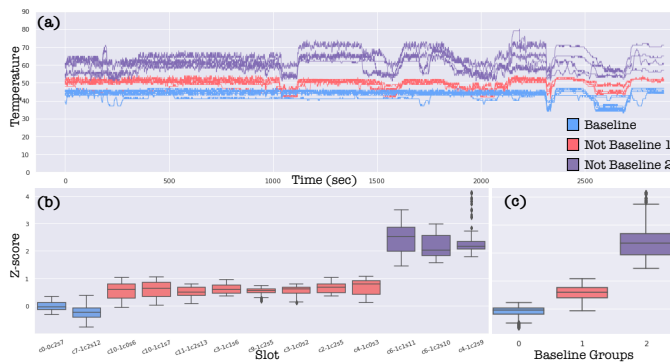 (a)
Temperature
90
80
70
60
50
40
30
20
10
0
0
500
1000
1500
2000
2500
Time (sec)
Baseline
Not Baseline 1
Not Baseline 2
(b)
Z-score
4
3
2
1
0
c0-0c2s7
c7-1c2s12
c10-1c0s6
c10-1c1s7
c11-1c2s13
c3-1c1s6
c9-1c2s5
c3-1c0s2
c2-1c2s5
c4-1c0s3
c6-1c1s11
c6-1c2s10
c4-1c2s9
Slot
(c)
0
1
2
Baseline Groups